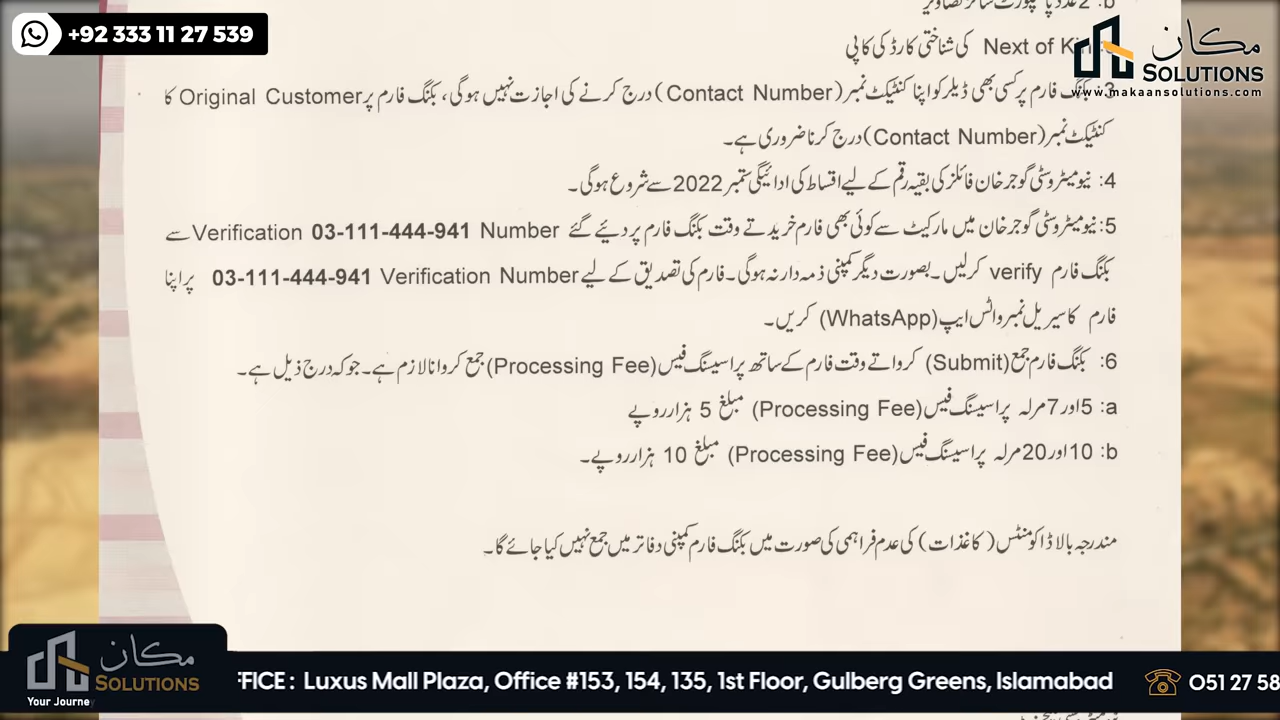 +92 333 11 27 539
مکان
SOLUTIONS
www.makaansolutions.com
b: 2عدد پاسپورٹ سائز تصاویر
Next of Kin کی شناختی کارڈ کی کاپی
3: بکنگ فارم پر کسی بھی ڈیلر کو اپنا کنٹیکٹ نمبر(Contact Number) درج کرنے کی اجازت نہیں ہوگی، بکنگ فارم پر Original Customer کا
کنٹیکٹ نمبر(Contact Number)درج کرنا ضروری ہے۔
4: نیو میٹرو سٹی گوجر خان فائلز کی بقیہ رقم کے لیے اقساط کی ادائیگی ستمبر 2022 سے شروع ہوگی۔
5: نیو میٹرو سٹی گوجر خان میں مارکیٹ سے کوئی بھی فارم خریدتے وقت بکنگ فارم پر دئیے گئے Verification 03-111-444-941 Number سے
بکنگ فارم verify کرلیں۔ بصورت دیگر کمپنی ذمہ دار نہ ہوگی۔ فارم کی تصدیق کے لیے 03-111-444-941 Verification Number پر اپنا
فارم کا سیریل نمبر واٹس ایپ(WhatsApp) کریں۔
6: بکنگ فارم جمع(Submit) کرواتے وقت فارم کے ساتھ پراسیسنگ فیس(Processing Fee)جمع کروانا لازم ہے۔ جو کہ درج ذیل ہے۔
a: 5اور7مرلہ پراسیسنگ فیس(Processing Fee) مبلغ 5 ہزار روپے
b: 10اور20مرلہ پراسیسنگ فیس(Processing Fee) مبلغ 10 ہزار روپے۔
مندرجہ بالا ڈاکومنٹس( کاغذات) کی عدم فراہمی کی صورت میں بکنگ فارم کمپنی دفاتر میں جمع نہیں کیا جائے گا۔
مکان
SOLUTIONS
Your Journe
FICE : Luxus Mall Plaza, Office #153, 154, 135, 1st Floor, Gulberg Greens, Islamabad
051 27 58